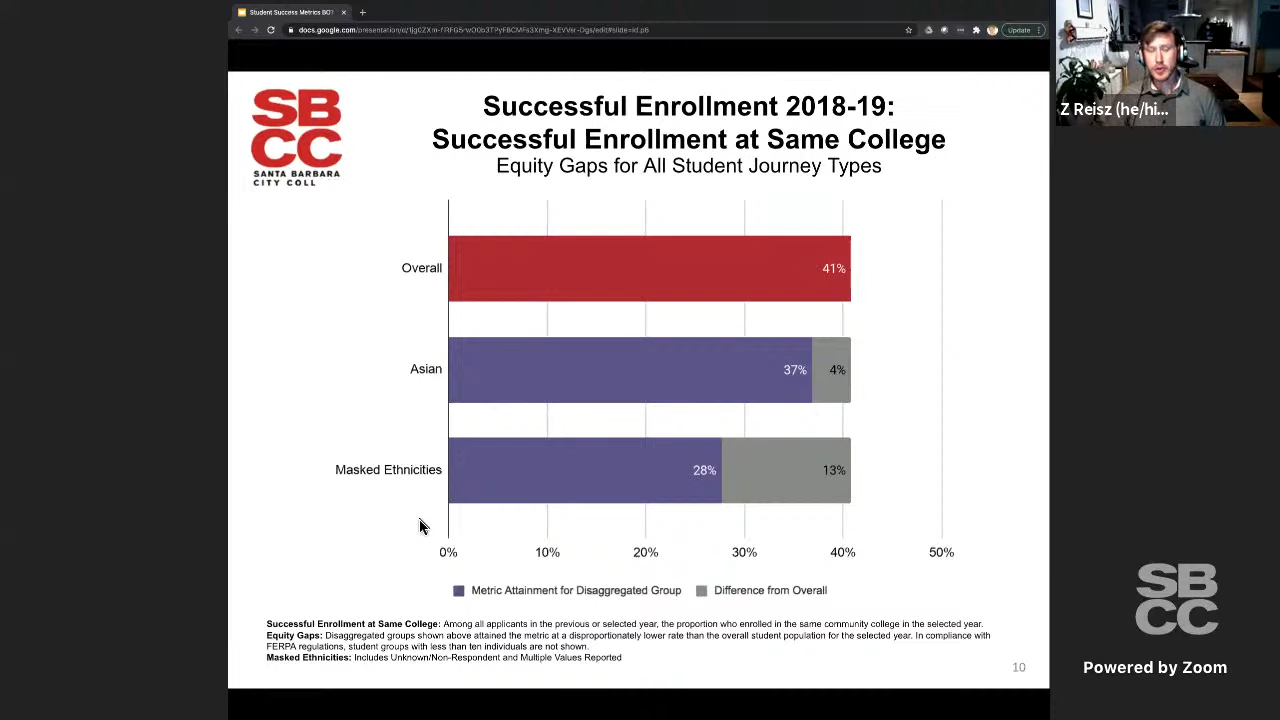 Student Success Metrics BOT
Update
SB
CC
SANTA BARBARA
CITY COLL
Successful Enrollment 2018-19:
Successful Enrollment at Same College
Equity Gaps for All Student Journey Types
Overall
41%
Asian
37%
4%
Masked Ethnicities
28%
13%
0%
10%
20%
30%
40%
50%
Metric Attainment for Disaggregated Group
Difference from Overall
Successful Enrollment at Same College: Among all applicants in the previous or selected year, the proportion who enrolled in the same community college in the selected year.
Equity Gaps: Disaggregated groups shown above attained the metric at a disproportionately lower rate than the overall student population for the selected year. In compliance with
FERPA regulations, student groups with less than ten individuals are not shown.
Masked Ethnicities: Includes Unknown/Non-Respondent and Multiple Values Reported
10
Z Reisz (he/hi...
SB
CC
Powered by Zoom